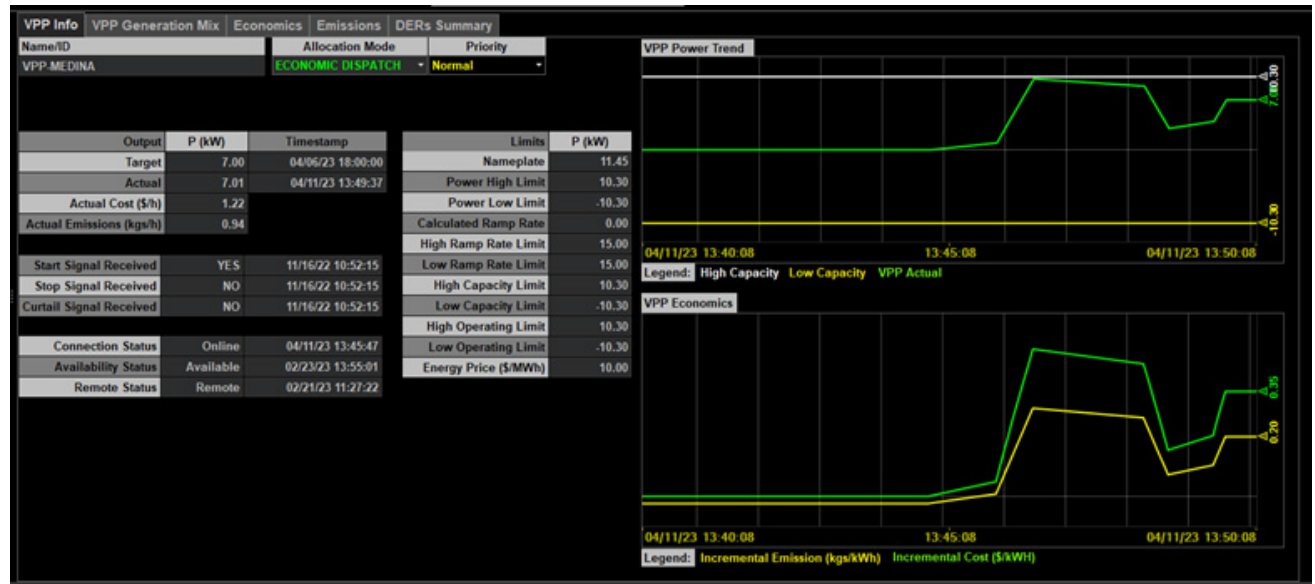 VPP Info VPP Generation Mix Economics Emissions DERs Summary
Name/ID Allocation Mode Priority
VPP-MEDINA ECONOMIC DISPATCH Normal
Output P (kW) Timestamp
Target 7.00 04/06/23 18:00:00
Actual 7.01 04/11/23 13:49:37
Actual Cost ($/h) 1.22
Actual Emissions (kgs/h) 0.94
Start Signal Received YES 11/16/22 10:52:15
Stop Signal Received NO 11/16/22 10:52:15
Curtail Signal Received NO 11/16/22 10:52:15
Connection Status Online 04/11/23 13:45:47
Availability Status Available 02/23/23 13:55:01
Remote Status Remote 02/21/23 11:27:22
Limits P (kW)
Nameplate 11.45
Power High Limit 10.30
Power Low Limit -10.30
Calculated Ramp Rate 0.00
High Ramp Rate Limit 15.00
Low Ramp Rate Limit 15.00
High Capacity Limit 10.30
Low Capacity Limit -10.30
High Operating Limit 10.30
Low Operating Limit -10.30
Energy Price ($/MWh) 10.00
VPP Power Trend
10.30
7.00
-10.30
04/11/23 13:40:08 13:45:08 04/11/23 13:50:08
Legend: High Capacity Low Capacity VPP Actual
VPP Economics
0.35
0.20
04/11/23 13:40:08 13:45:08 04/11/23 13:50:08
Legend: Incremental Emission (kgs/kWh) Incremental Cost ($/kWH)